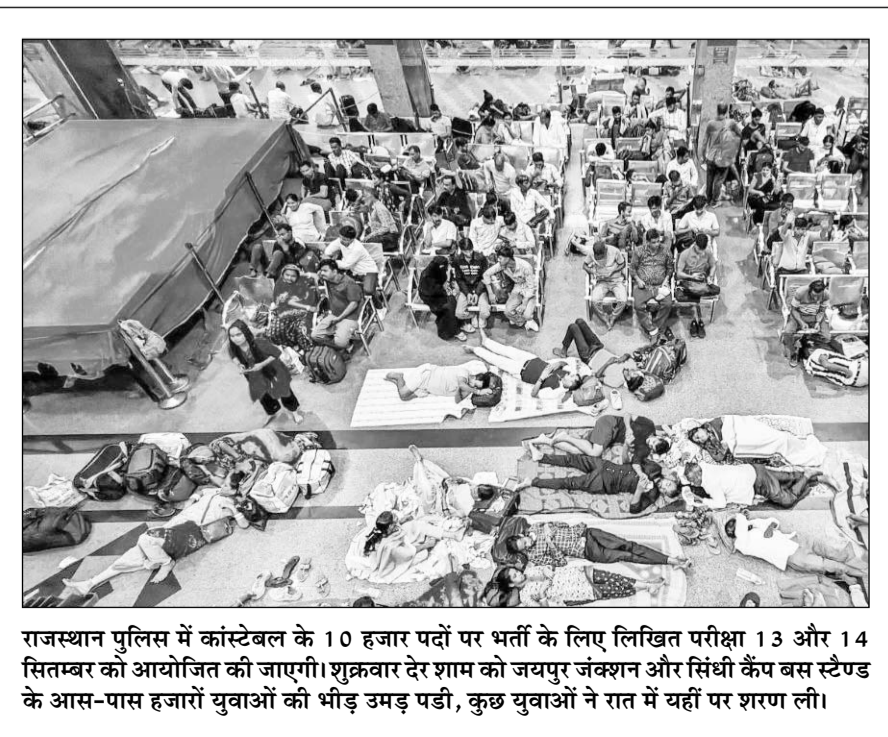 राजस्थान पुलिस में कांस्टेबल के 10 हजार पदों पर भर्ती के लिए लिखित परीक्षा 13 और 14
सितम्बर को आयोजित की जाएगी। शुक्रवार देर शाम को जयपुर जंक्शन और सिंधी कैंप बस स्टैण्ड
के आस-पास हजारों युवाओं की भीड़ उमड़ पडी, कुछ युवाओं ने रात में यहीं पर शरण ली।